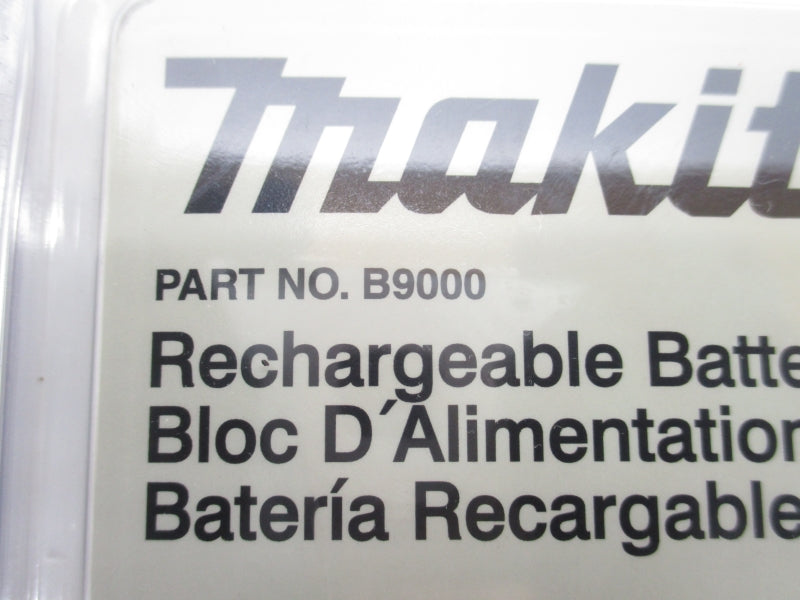 makit
PART NO. B9000
Rechargeable Batte
Bloc D´Alimentation
Batería Recargable